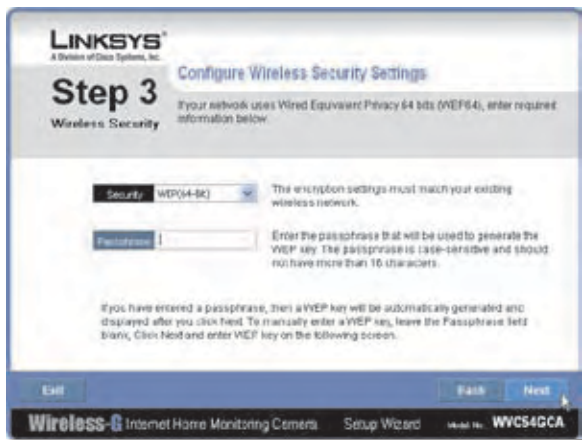 LINKSYS®
A Division of Cisco Systems, Inc.
Step 3
Wireless Security
Configure Wireless Security Settings
If your network uses Wired Equivalent Privacy 64 bits (WEP64), enter required
information below.
Security WEP(64-Bit)
The encryption settings must match your existing
wireless network.
Passphrase
Enter the passphrase that will be used to generate the
WEP key. The passphrase is case-sensitive and should
not have more than 16 characters.
If you have entered a passphrase, then a WEP key will be automatically generated and
displayed after you click Next. To manually enter a WEP key, leave the Passphrase field
blank, Click Next and enter WEP key on the following screen.
Exit
Back
Next
Wireless-G Internet Home Monitoring Camera Setup Wizard Model No. WVC54GCA